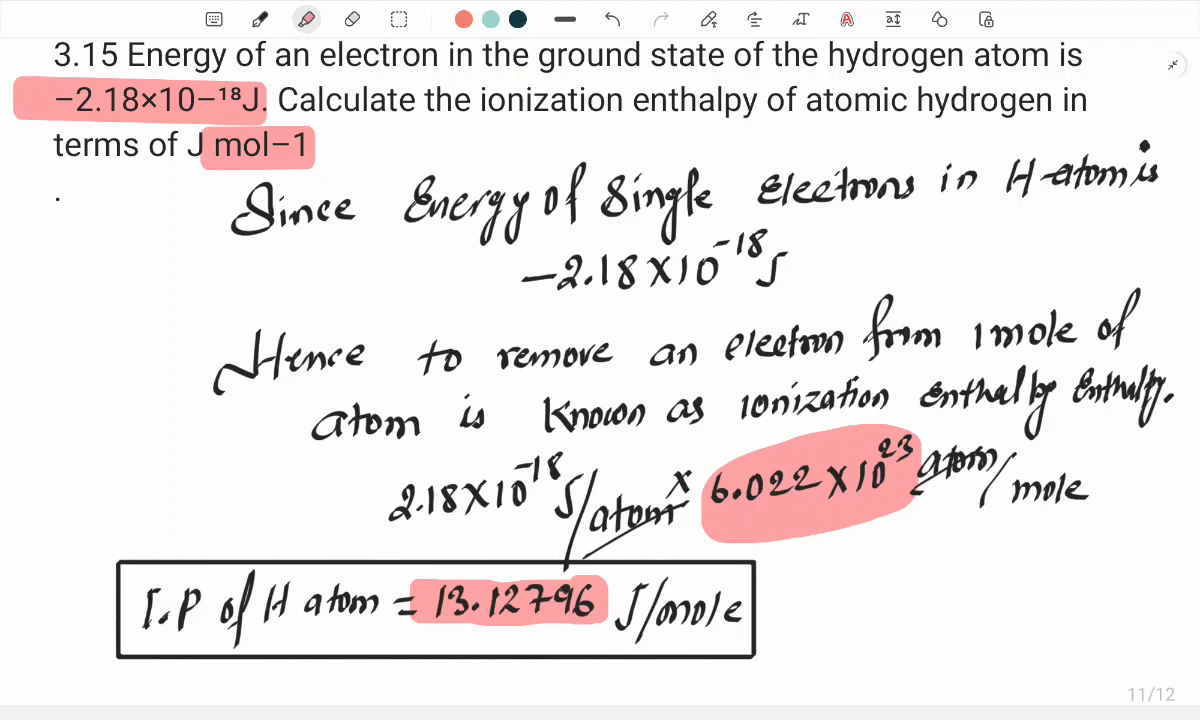 3.15 Energy of an electron in the ground state of the hydrogen atom is
−2.18×10−¹⁸J. Calculate the ionization enthalpy of atomic hydrogen in
terms of J mol−1
.
Since Energy of Single Electrons in H-atom is
−2.18×10⁻¹⁸J
Hence to remove an electron from 1 mole of
atom is known as ionization Enthalpy Enthalpy.
2.18×10⁻¹⁸J/atom × 6.022×10²³ atom/mole
I.P of H atom = 13.12796 J/mole
11/12